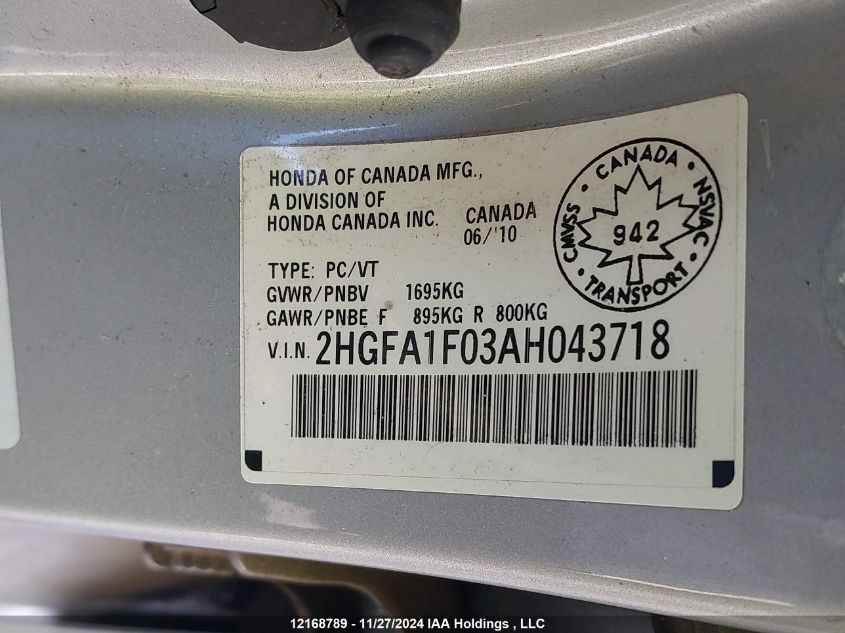 HONDA OF CANADA MFG.,
A DIVISION OF
HONDA CANADA INC. CANADA
06/'10
TYPE: PC/VT
GVWR/PNBV 1695KG
GAWR/PNBE F 895KG R 800KG
V.I.N. 2HGFA1F03AH043718
· CANADA ·
CMVSS NSVAC
942
· TRANSPORT ·
12168789 - 11/27/2024 IAA Holdings , LLC